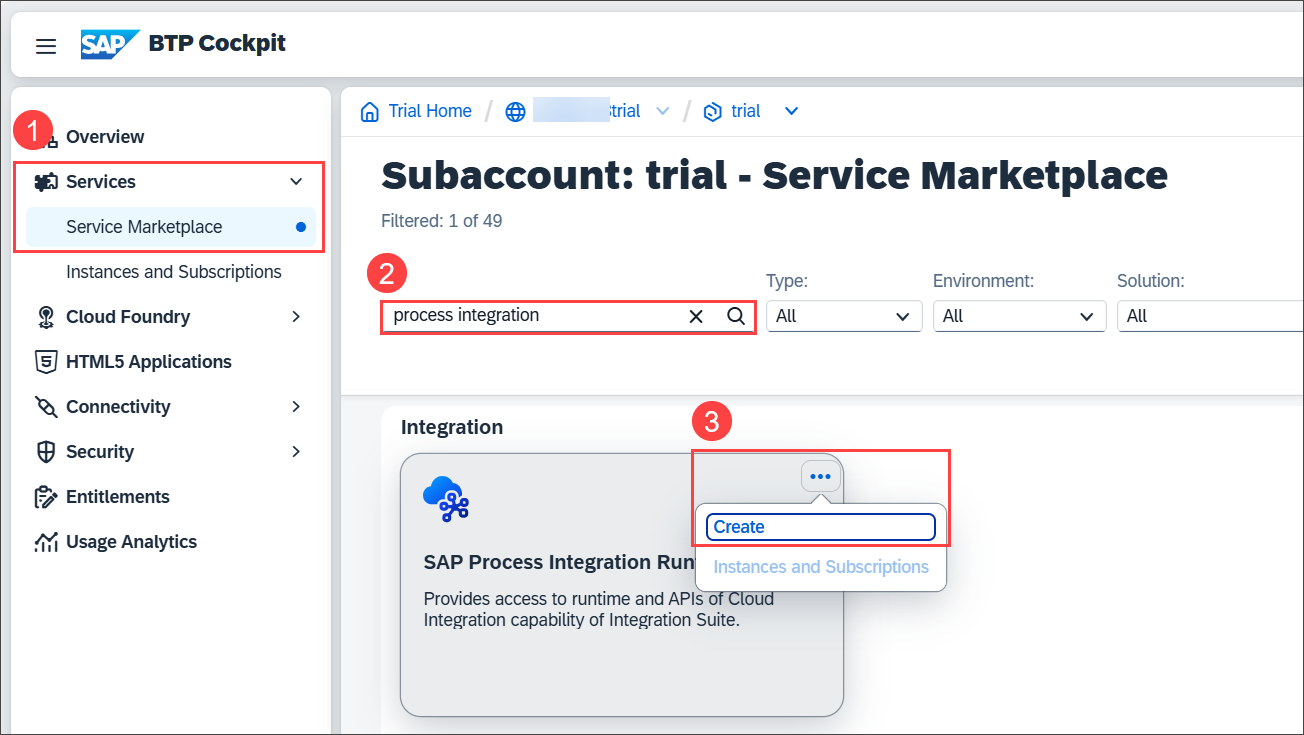 SAP BTP Cockpit
Trial Home / trial / trial
1
Overview
Services
Service Marketplace
Instances and Subscriptions
Cloud Foundry
5 HTML5 Applications
Connectivity
Security
Entitlements
Usage Analytics
Subaccount: trial - Service Marketplace
Filtered: 1 of 49
2
process integration
Type:
All
Environment:
All
Solution:
All
Integration
3
Create
Instances and Subscriptions
SAP Process Integration
Provides access to runtime and APIs of Cloud
Integration capability of Integration Suite.